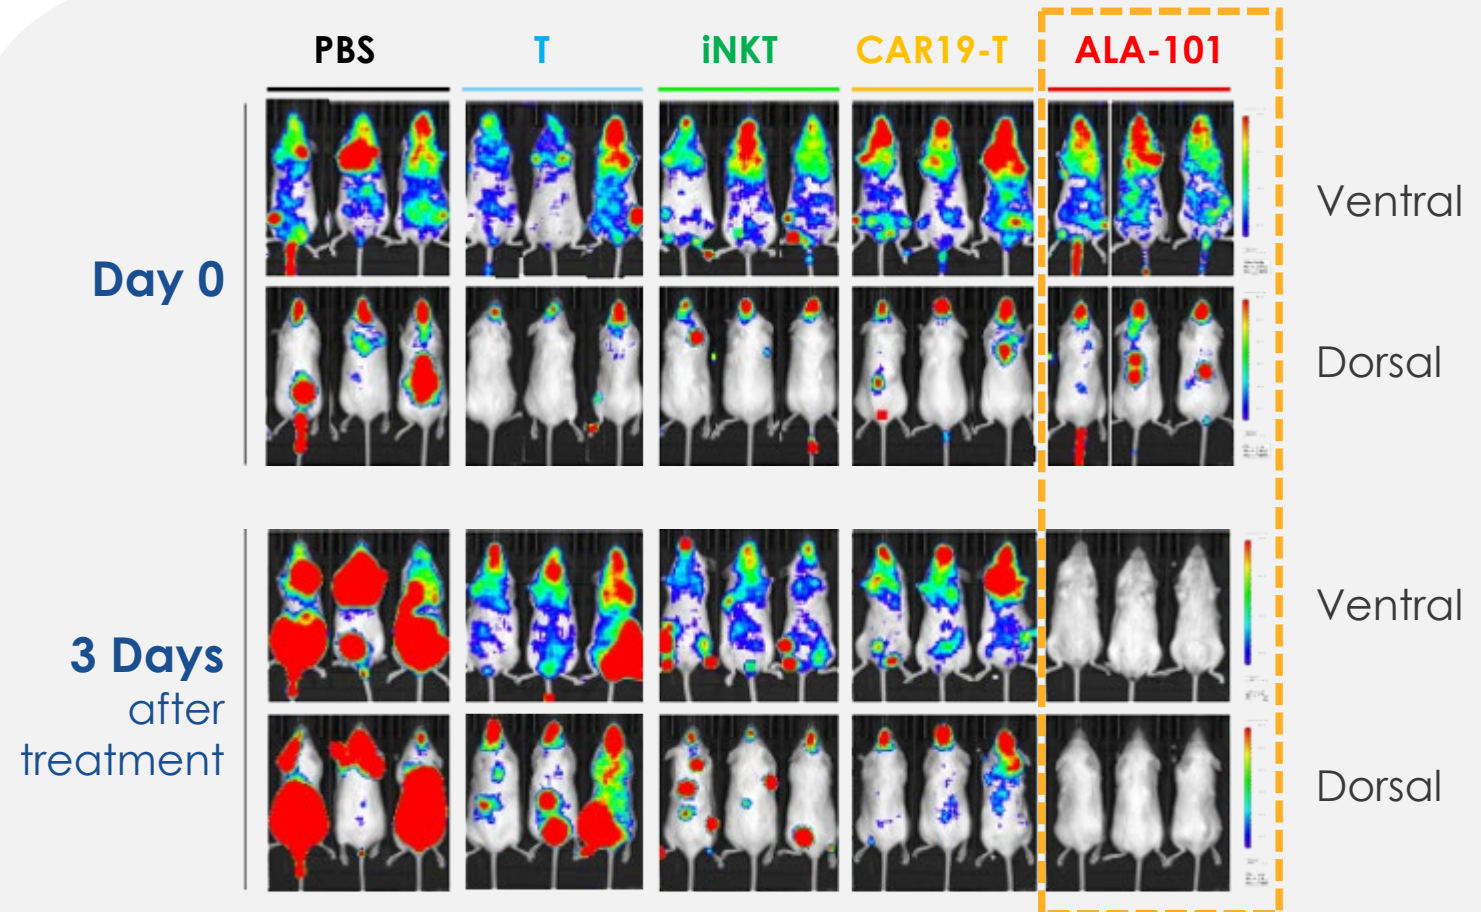 PBS T iNKT CAR19-T ALA-101
Day 0
Ventral
Dorsal
3 Days
after
treatment
Ventral
Dorsal